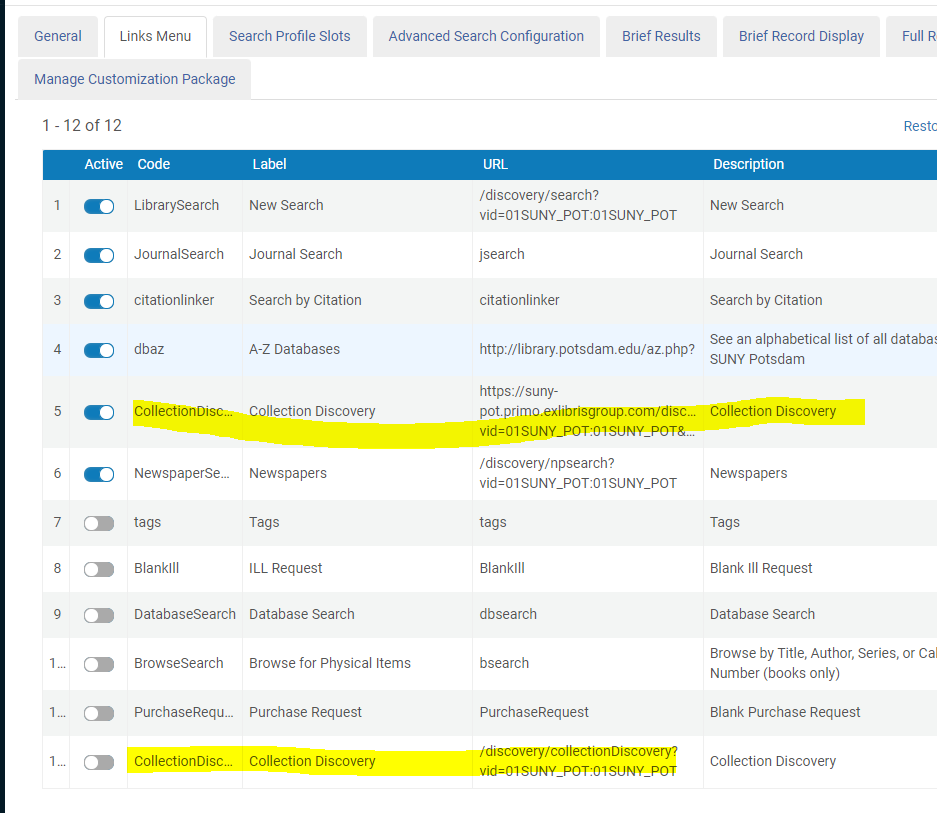 General
Links Menu
Search Profile Slots
Advanced Search Configuration
Brief Results
Brief Record Display
Full R
Manage Customization Package
1 - 12 of 12
Resto
Active Code Label URL Description
1 LibrarySearch New Search /discovery/search?
vid=01SUNY_POT:01SUNY_POT New Search
2 JournalSearch Journal Search jsearch Journal Search
3 citationlinker Search by Citation citationlinker Search by Citation
4 dbaz A-Z Databases http://library.potsdam.edu/az.php? See an alphabetical list of all databas
SUNY Potsdam
5 CollectionDisc... Collection Discovery https://suny-
pot.primo.exlibrisgroup.com/disc... Collection Discovery
vid=01SUNY_POT:01SUNY_POT&...
6 NewspaperSe... Newspapers /discovery/npsearch?
vid=01SUNY_POT:01SUNY_POT Newspapers
7 tags Tags tags Tags
8 BlankIll ILL Request BlankIll Blank Ill Request
9 DatabaseSearch Database Search dbsearch Database Search
1... BrowseSearch Browse for Physical Items bsearch Browse by Title, Author, Series, or Cal
Number (books only)
1... PurchaseRequ... Purchase Request PurchaseRequest Blank Purchase Request
1... CollectionDisc... Collection Discovery /discovery/collectionDiscovery?
vid=01SUNY_POT:01SUNY_POT Collection Discovery